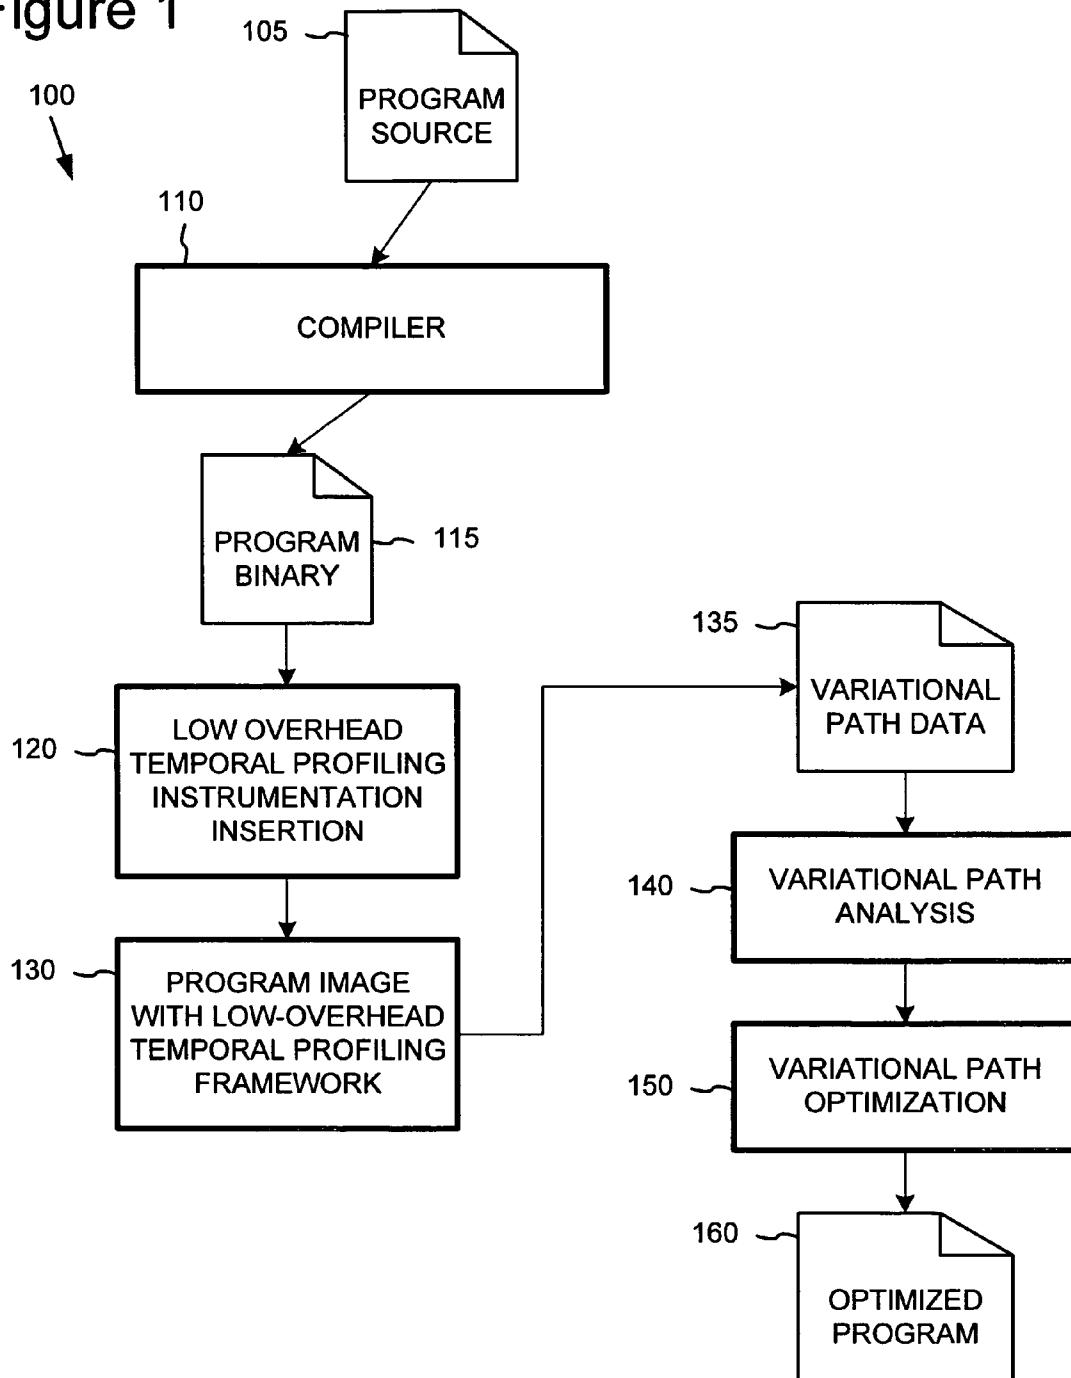 Figure 1
105
100
PROGRAM
SOURCE
110
COMPILER
PROGRAM
BINARY
115
135
VARIATIONAL
PATH DATA
120
LOW OVERHEAD
TEMPORAL PROFILING
INSTRUMENTATION
INSERTION
140
VARIATIONAL PATH
ANALYSIS
130
PROGRAM IMAGE
WITH LOW-OVERHEAD
TEMPORAL PROFILING
FRAMEWORK
150
VARIATIONAL PATH
OPTIMIZATION
160
OPTIMIZED
PROGRAM